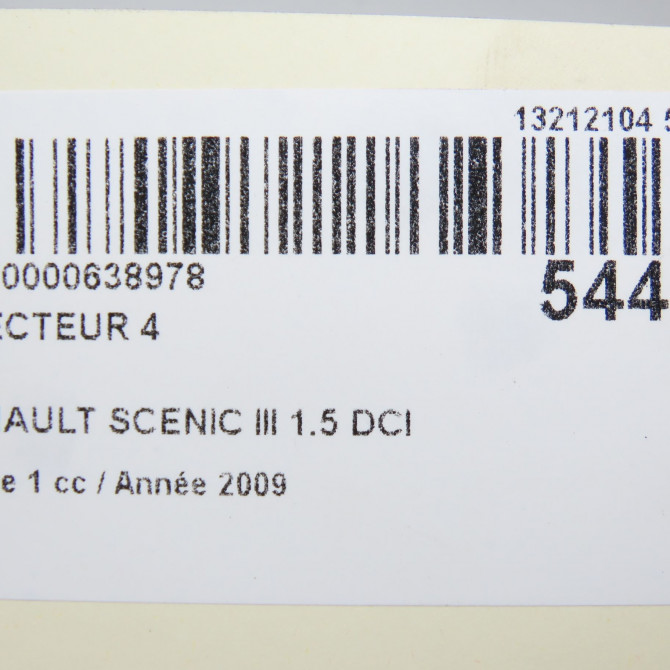 13212104 5
0000638978
544
ECTEUR 4
AULT SCENIC III 1.5 DCI
e 1 cc / Année 2009